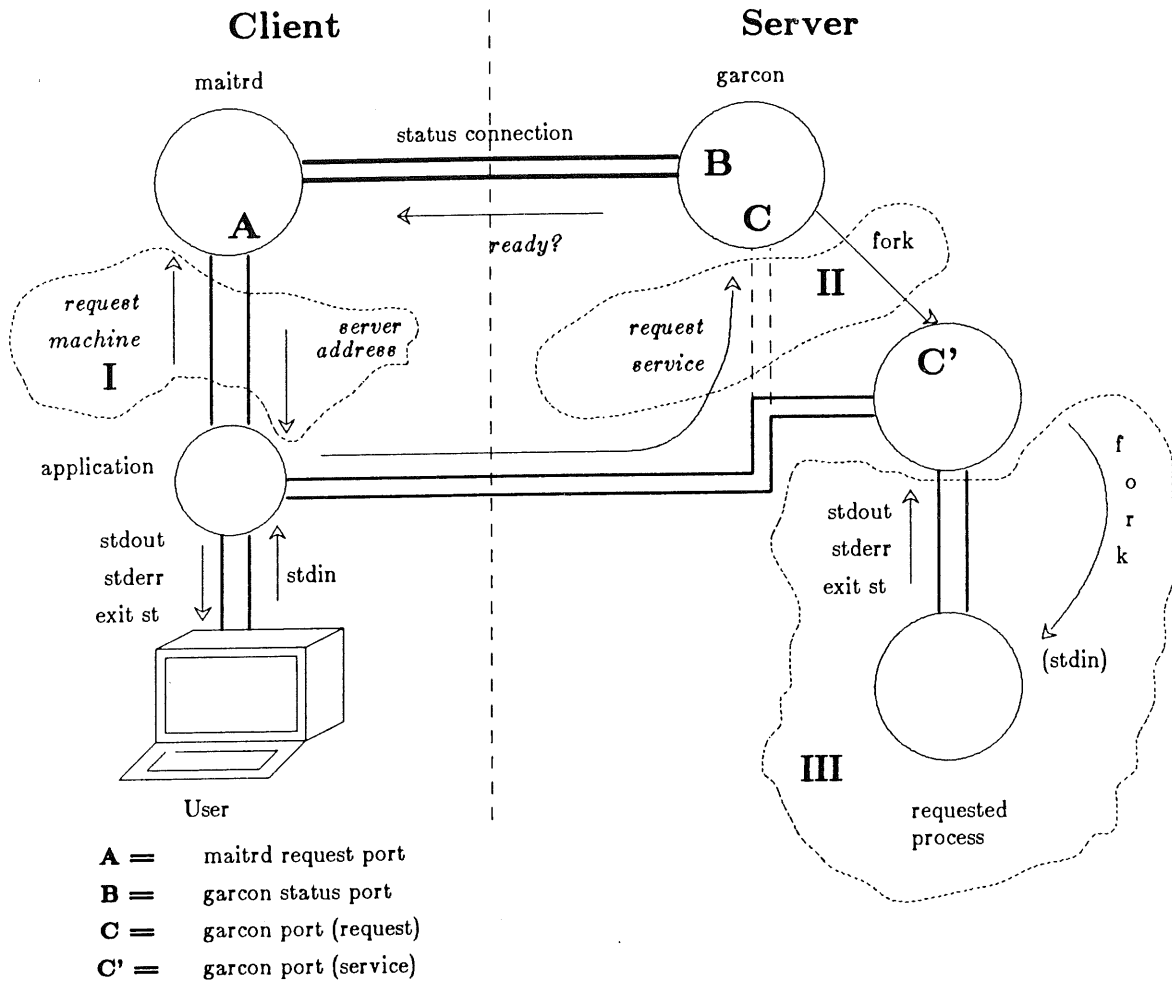 Client
Server
maitrd
garcon
status connection
B
A
C
ready?
fork
II
request
machine
I
server
address
request
service
C'
application
f
o
r
k
stdout
stderr
exit st
stdin
stdout
stderr
exit st
(stdin)
III
User
requested
process
A = maitrd request port
B = garcon status port
C = garcon port (request)
C' = garcon port (service)